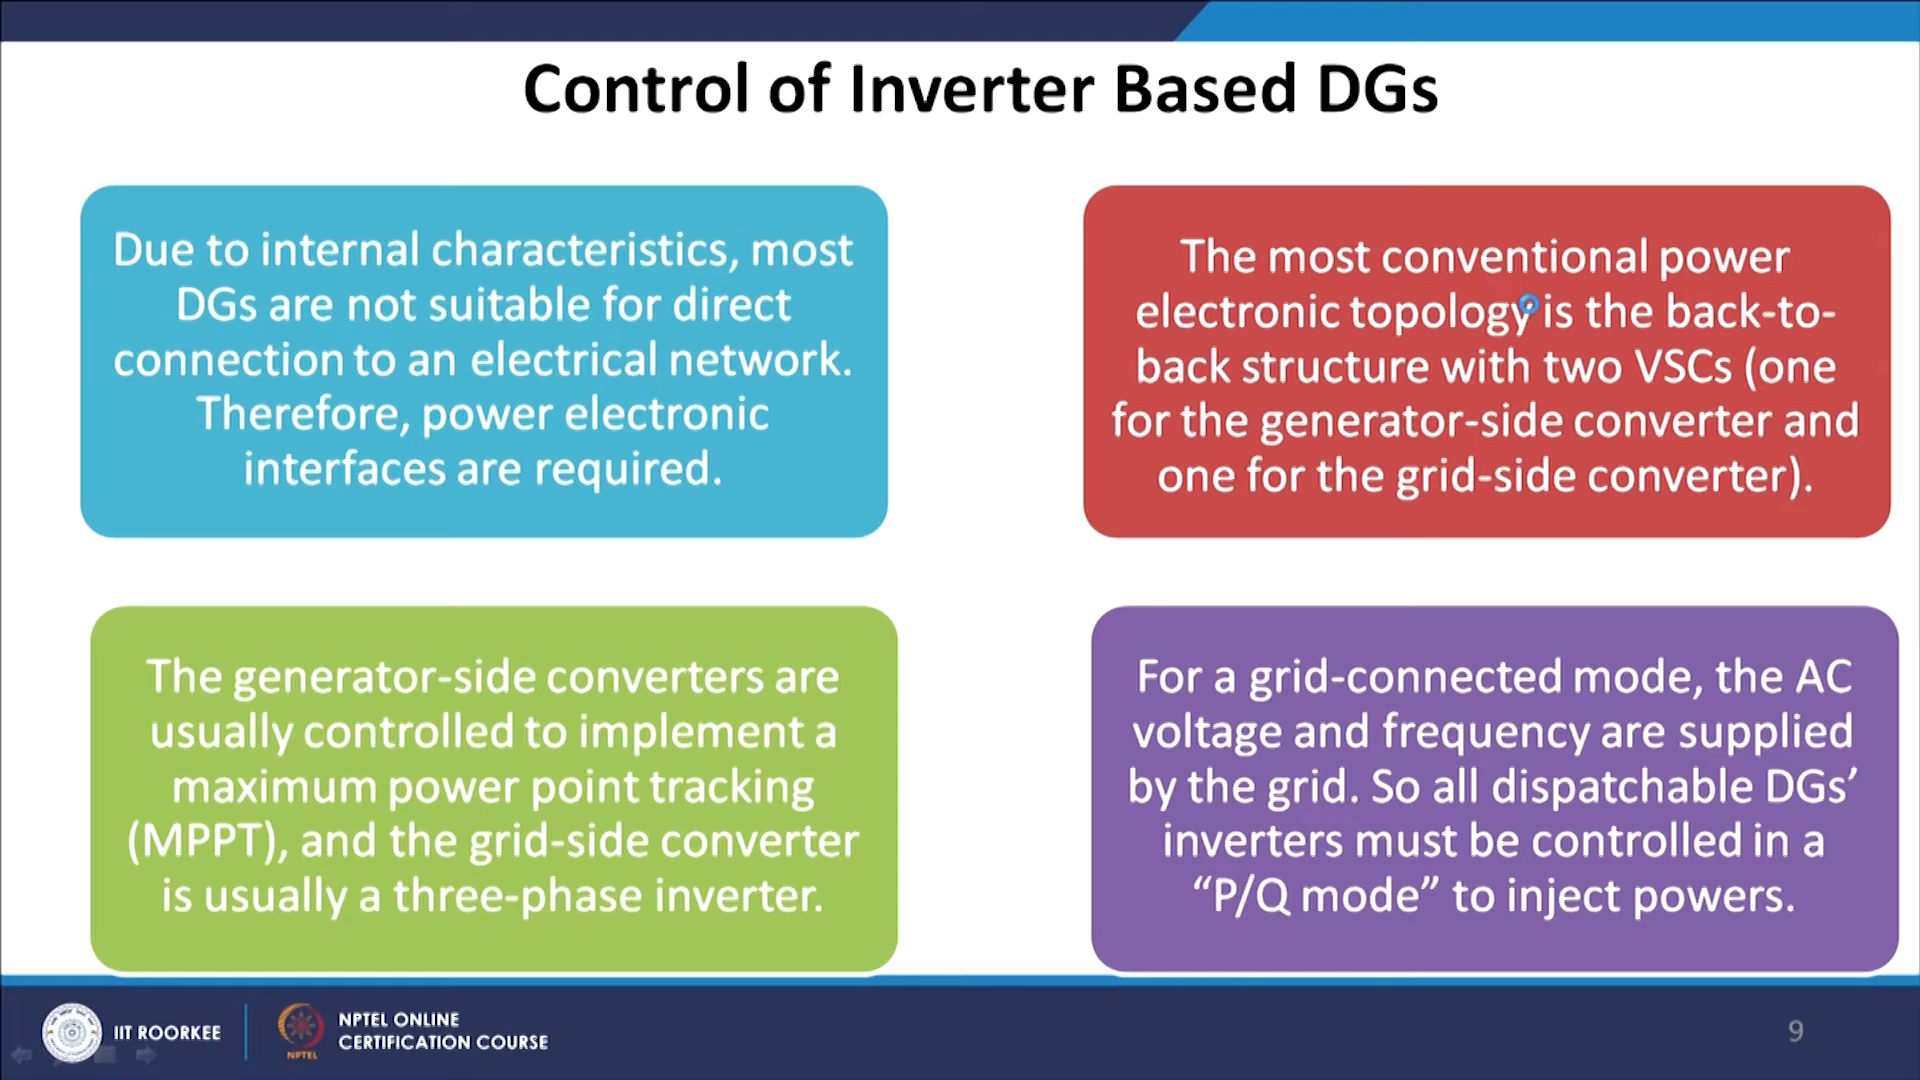 Control of Inverter Based DGs
Due to internal characteristics, most
DGs are not suitable for direct
connection to an electrical network.
Therefore, power electronic
interfaces are required.
The most conventional power
electronic topology is the back-to-
back structure with two VSCs (one
for the generator-side converter and
one for the grid-side converter).
The generator-side converters are
usually controlled to implement a
maximum power point tracking
(MPPT), and the grid-side converter
is usually a three-phase inverter.
For a grid-connected mode, the AC
voltage and frequency are supplied
by the grid. So all dispatchable DGs’
inverters must be controlled in a
“P/Q mode” to inject powers.
IIT ROORKEE
NPTEL
NPTEL ONLINE
CERTIFICATION COURSE
9